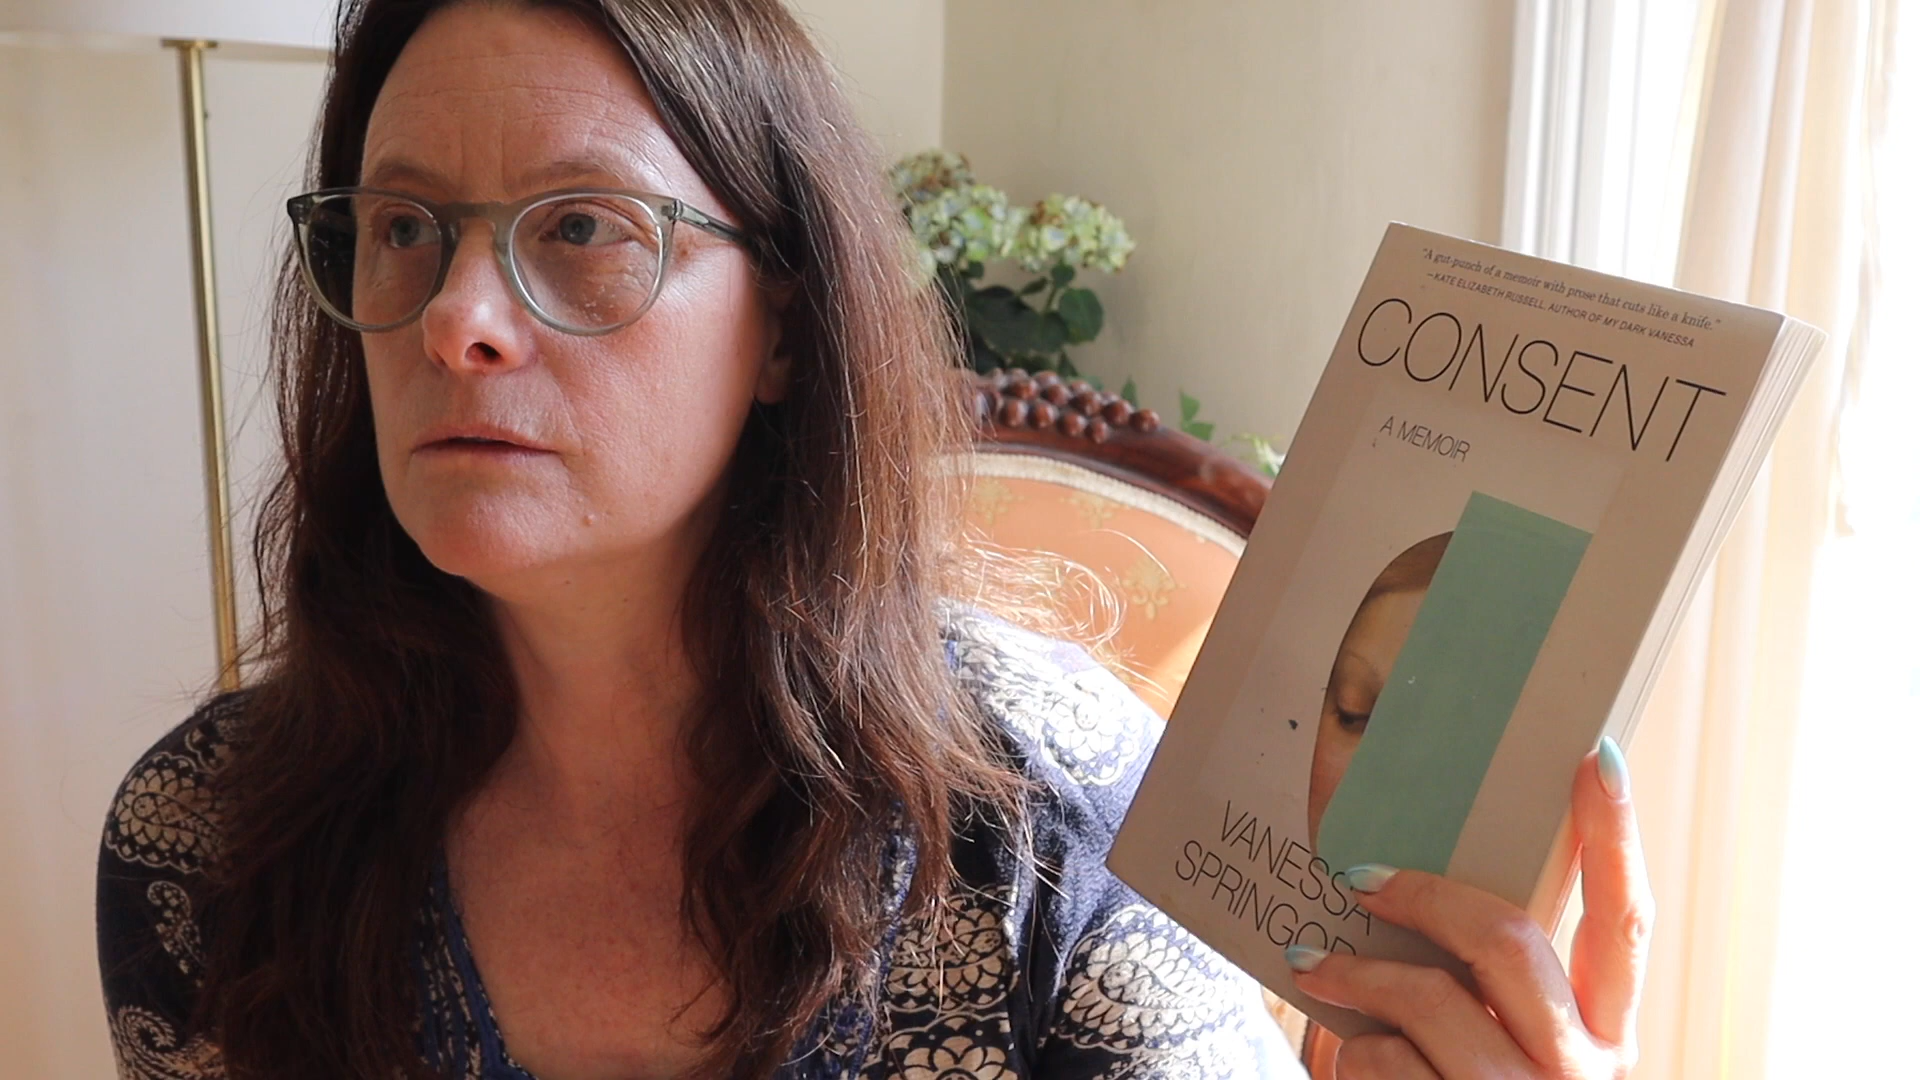 "A gut-punch of a memoir with prose that cuts like a knife."
—KATE ELIZABETH RUSSELL, AUTHOR OF MY DARK VANESSA
CONSENT
A MEMOIR
VANESSA
SPRINGOR